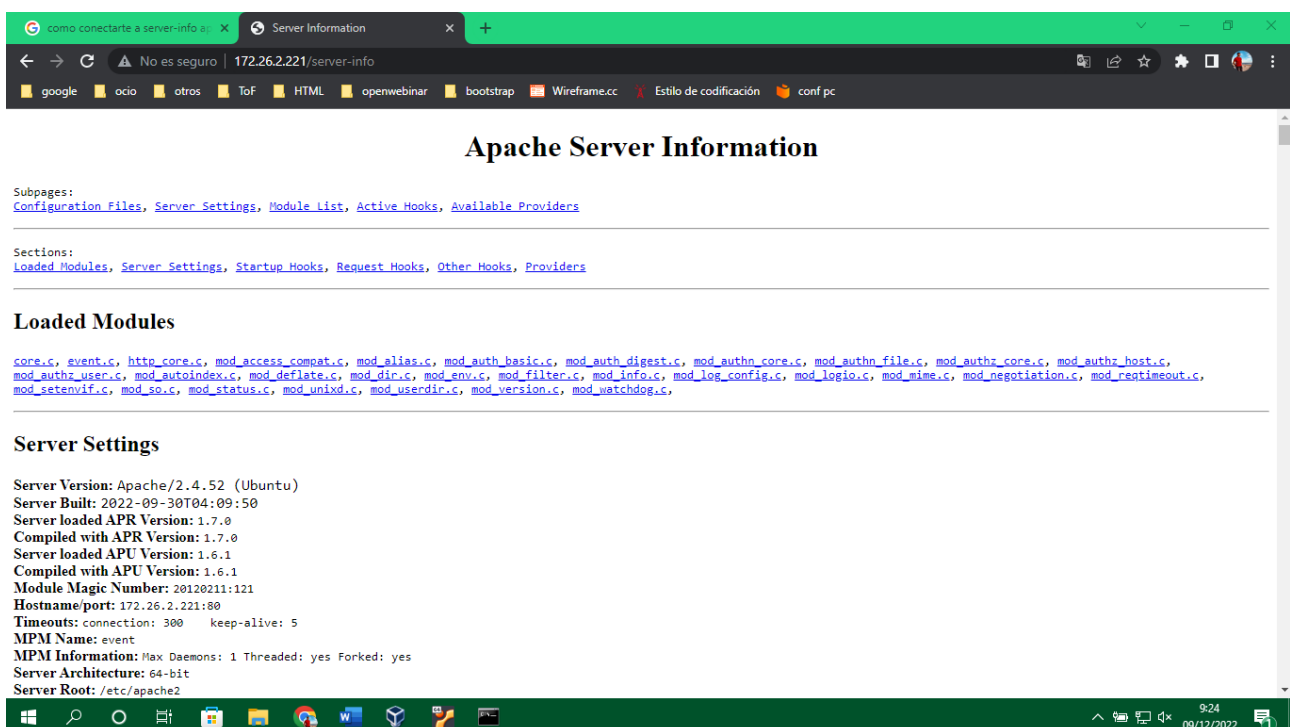 como conectarte a server-info ap
Server Information
No es seguro | 172.26.2.221/server-info
google ocio otros ToF HTML openwebinar bootstrap Wireframe.cc Estilo de codificación conf pc
Apache Server Information
Subpages:
Configuration Files, Server Settings, Module List, Active Hooks, Available Providers
Sections:
Loaded Modules, Server Settings, Startup Hooks, Request Hooks, Other Hooks, Providers
Loaded Modules
core.c, event.c, http_core.c, mod_access_compat.c, mod_alias.c, mod_auth_basic.c, mod_auth_digest.c, mod_authn_core.c, mod_authn_file.c, mod_authz_core.c, mod_authz_host.c,
mod_authz_user.c, mod_autoindex.c, mod_deflate.c, mod_dir.c, mod_env.c, mod_filter.c, mod_info.c, mod_log_config.c, mod_logio.c, mod_mime.c, mod_negotiation.c, mod_reqtimeout.c,
mod_setenvif.c, mod_so.c, mod_status.c, mod_unixd.c, mod_userdir.c, mod_version.c, mod_watchdog.c,
Server Settings
Server Version: Apache/2.4.52 (Ubuntu)
Server Built: 2022-09-30T04:09:50
Server loaded APR Version: 1.7.0
Compiled with APR Version: 1.7.0
Server loaded APU Version: 1.6.1
Compiled with APU Version: 1.6.1
Module Magic Number: 20120211:121
Hostname/port: 172.26.2.221:80
Timeouts: connection: 300 keep-alive: 5
MPM Name: event
MPM Information: Max Daemons: 1 Threaded: yes Forked: yes
Server Architecture: 64-bit
Server Root: /etc/apache2
9:24
09/12/2022